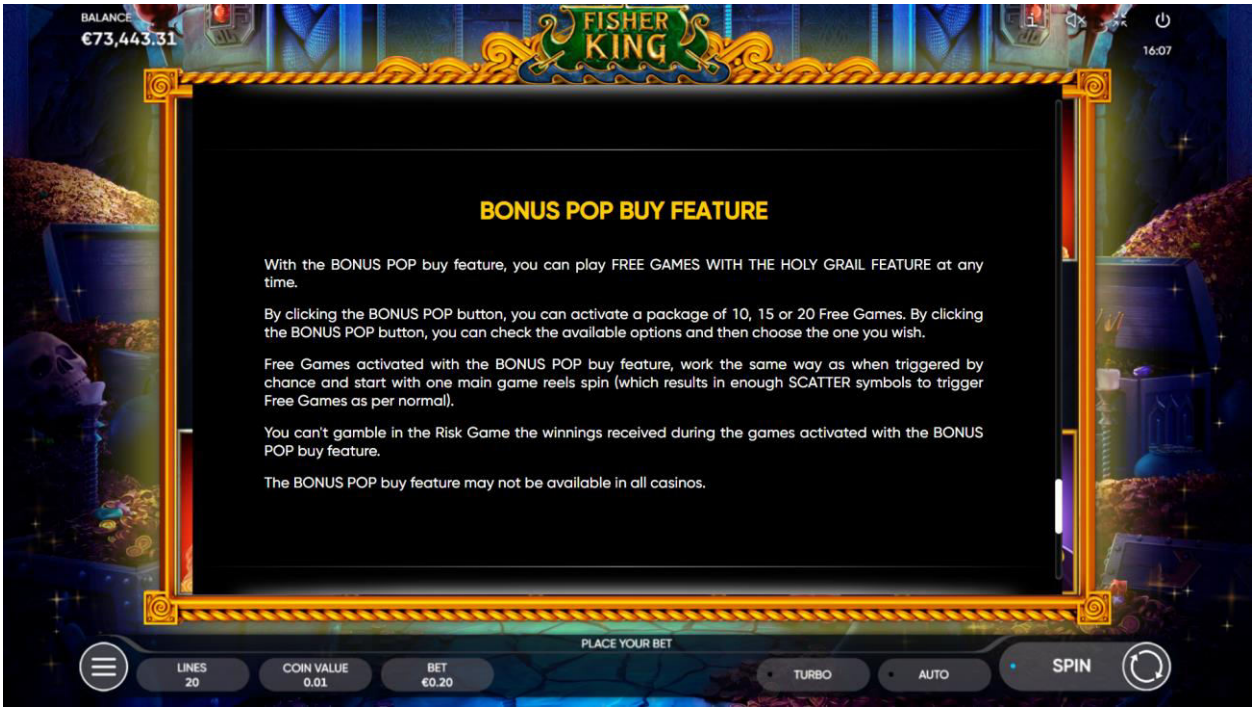 BALANCE
€73,443.31
FISHER
KING
16:07
BONUS POP BUY FEATURE
With the BONUS POP buy feature, you can play FREE GAMES WITH THE HOLY GRAIL FEATURE at any
time.
By clicking the BONUS POP button, you can activate a package of 10, 15 or 20 Free Games. By clicking
the BONUS POP button, you can check the available options and then choose the one you wish.
Free Games activated with the BONUS POP buy feature, work the same way as when triggered by
chance and start with one main game reels spin (which results in enough SCATTER symbols to trigger
Free Games as per normal).
You can't gamble in the Risk Game the winnings received during the games activated with the BONUS
POP buy feature.
The BONUS POP buy feature may not be available in all casinos.
PLACE YOUR BET
LINES
20
COIN VALUE
0.01
BET
€0.20
TURBO
AUTO
SPIN